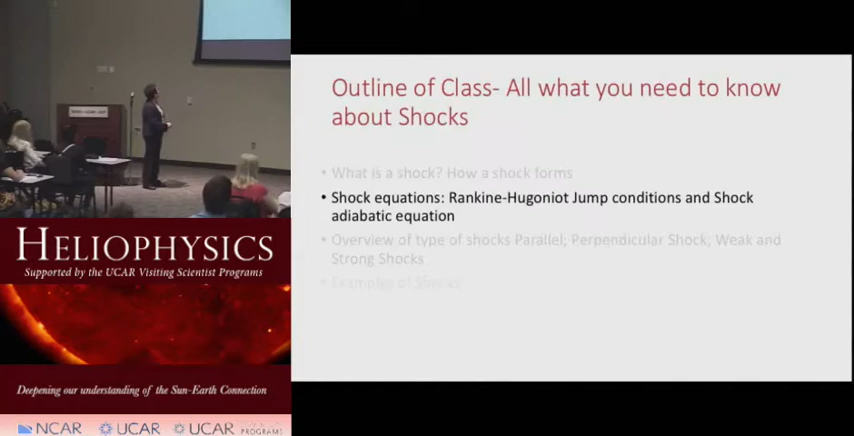 Outline of Class- All what you need to know
about Shocks
• What is a shock? How a shock forms
• Shock equations: Rankine-Hugoniot Jump conditions and Shock
adiabatic equation
• Overview of type of shocks Parallel; Perpendicular Shock; Weak and
Strong Shocks
• Examples of Shocks
HELIOPHYSICS
Supported by the UCAR Visiting Scientist Programs
Deepening our understanding of the Sun-Earth Connection
NCAR UCAR UCAR PROGRAMS